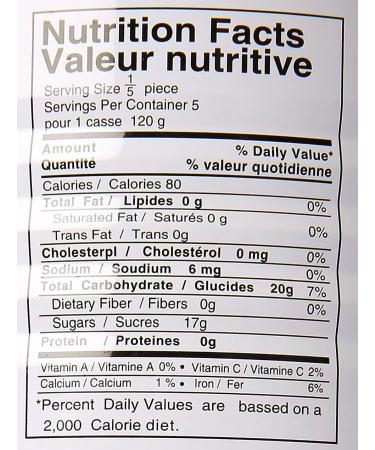 Nutrition Facts
Valeur nutritive
Serving Size 1/5 piece
Servings Per Container 5
pour 1 casse 120 g
Amount % Daily Value*
Quantité % valeur quotidienne
Calories / Calories 80
Total Fat / Lipides 0 g 0%
Saturated Fat / Saturés 0 g
Trans Fat / Trans 0g 0%
Cholesterpl / Cholestérol 0 mg 0%
Sodium / Soudium 6 mg 0%
Total Carbohydrate / Glucides 20g 7%
Dietary Fiber / Fibers 0g 0%
Sugars / Sucres 17g
Protein / Proteines 0g
Vitamin A / Vitamine A 0% • Vitamin C / Vitamine C 2%
Calcium / Calcium 1 % • Iron / Fer 6%
*Percent Daily Values are bassed on a
2,000 Calorie diet.